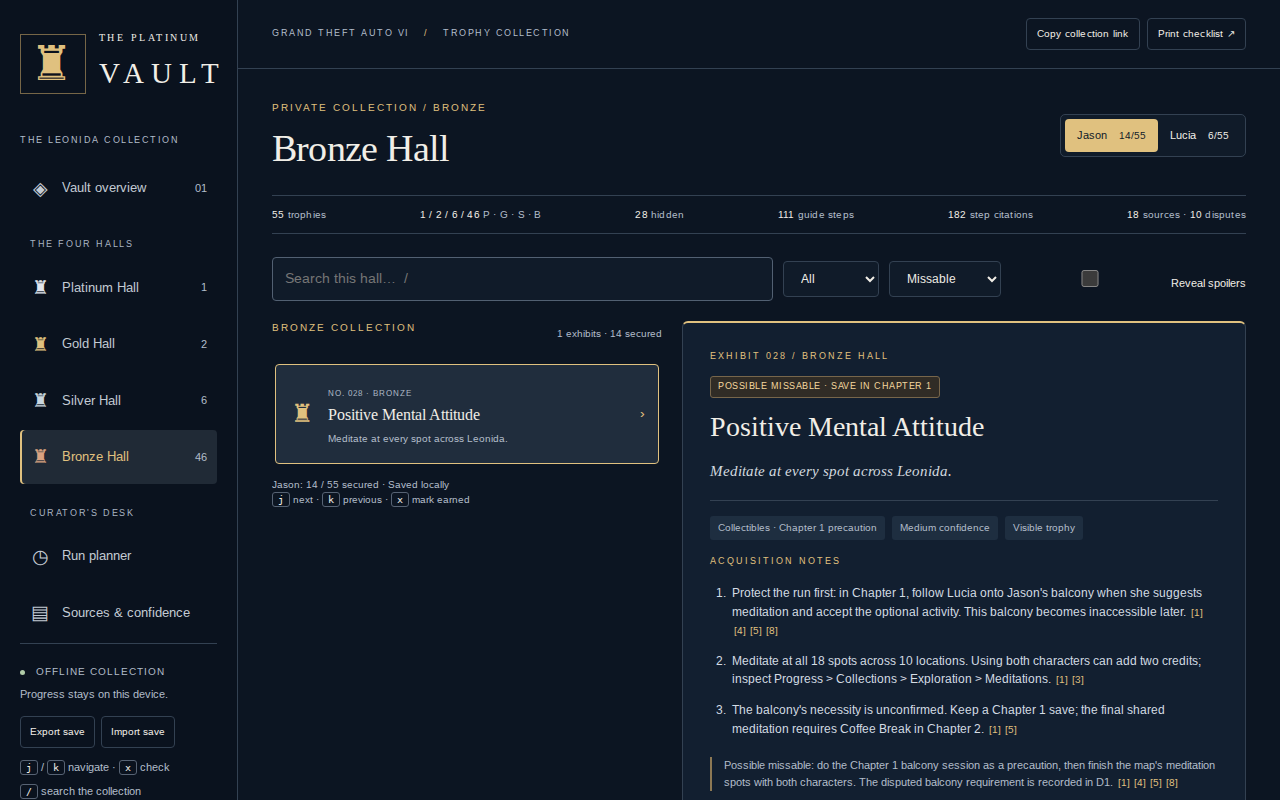 THE PLATINUM
VAULT
THE LEONIDA COLLECTION
Vault overview 01
THE FOUR HALLS
Platinum Hall 1
Gold Hall 2
Silver Hall 6
Bronze Hall 46
CURATOR'S DESK
Run planner
Sources & confidence
OFFLINE COLLECTION
Progress stays on this device.
Export save Import save
j / k navigate · x check
/ search the collection
GRAND THEFT AUTO VI / TROPHY COLLECTION
Copy collection link Print checklist ↗
PRIVATE COLLECTION / BRONZE
Bronze Hall
Jason 14/55 Lucia 6/55
55 trophies 1 / 2 / 6 / 46 P · G · S · B 28 hidden 111 guide steps 182 step citations 18 sources · 10 disputes
Search this hall… / All Missable Reveal spoilers
BRONZE COLLECTION 1 exhibits · 14 secured
NO. 028 · BRONZE
Positive Mental Attitude ›
Meditate at every spot across Leonida.
Jason: 14 / 55 secured · Saved locally
j next · k previous · x mark earned
EXHIBIT 028 / BRONZE HALL
POSSIBLE MISSABLE · SAVE IN CHAPTER 1
Positive Mental Attitude
Meditate at every spot across Leonida.
Collectibles · Chapter 1 precaution Medium confidence Visible trophy
ACQUISITION NOTES
1. Protect the run first: in Chapter 1, follow Lucia onto Jason's balcony when she suggests
meditation and accept the optional activity. This balcony becomes inaccessible later. [1]
[4] [5] [8]
2. Meditate at all 18 spots across 10 locations. Using both characters can add two credits;
inspect Progress > Collections > Exploration > Meditations. [1] [3]
3. The balcony's necessity is unconfirmed. Keep a Chapter 1 save; the final shared
meditation requires Coffee Break in Chapter 2. [1] [5]
Possible missable: do the Chapter 1 balcony session as a precaution, then finish the map's meditation
spots with both characters. The disputed balcony requirement is recorded in D1. [1] [4] [5] [8]